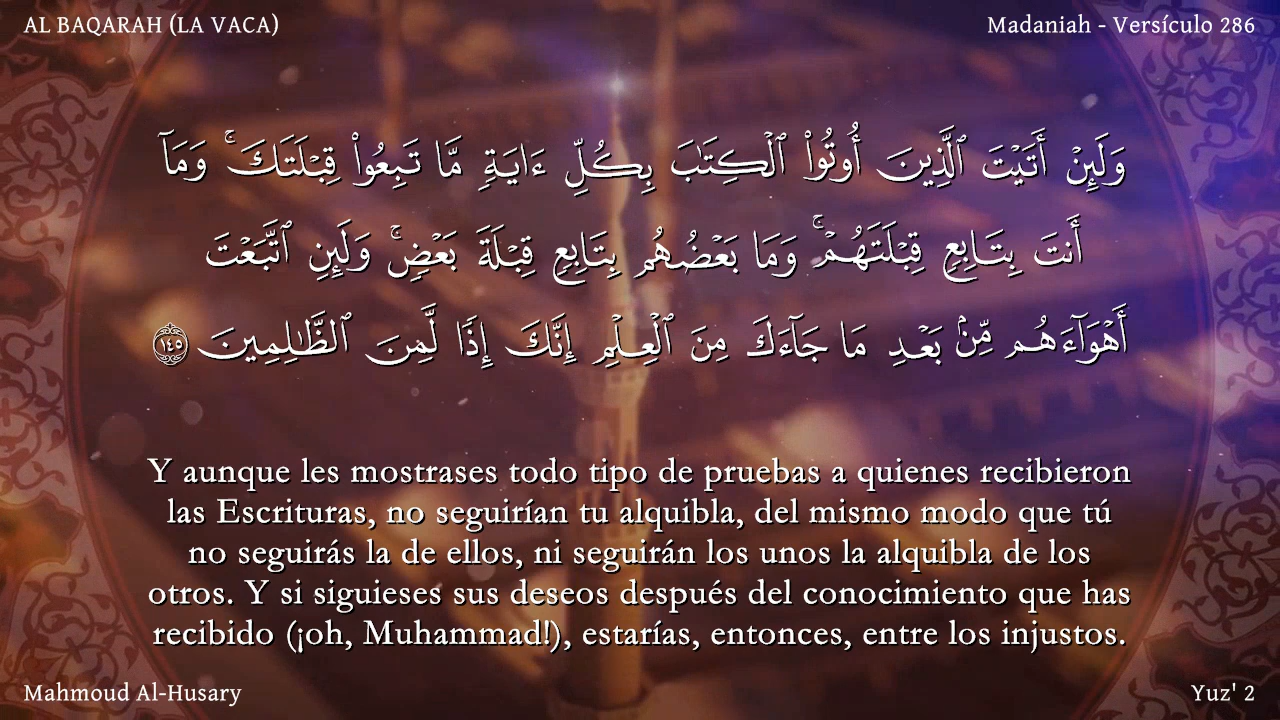 AL BAQARAH (LA VACA)
Madaniah - Versículo 286
وَلَئِنْ أَتَيْتَ ٱلَّذِينَ أُوتُوا۟ ٱلْكِتَٰبَ بِكُلِّ ءَايَةٍ مَّا تَبِعُوا۟ قِبْلَتَكَ ۚ وَمَآ
أَنتَ بِتَابِعٍ قِبْلَتَهُمْ ۚ وَمَا بَعْضُهُم بِتَابِعٍ قِبْلَةَ بَعْضٍ ۚ وَلَئِنِ ٱتَّبَعْتَ
أَهْوَآءَهُم مِّنۢ بَعْدِ مَا جَآءَكَ مِنَ ٱلْعِلْمِ إِنَّكَ إِذًا لَّمِنَ ٱلظَّٰلِمِينَ ١٤٥
Y aunque les mostrases todo tipo de pruebas a quienes recibieron
las Escrituras, no seguirían tu alquibla, del mismo modo que tú
no seguirás la de ellos, ni seguirán los unos la alquibla de los
otros. Y si siguieses sus deseos después del conocimiento que has
recibido (¡oh, Muhammad!), estarías, entonces, entre los injustos.
Mahmoud Al-Husary
Yuz' 2